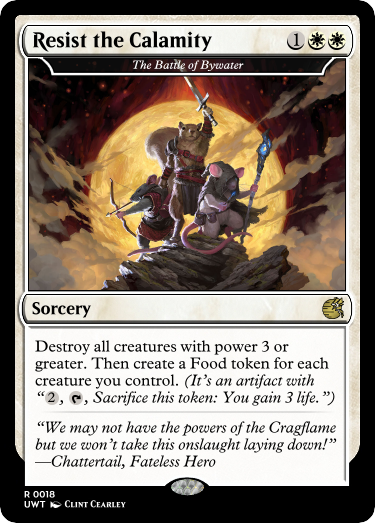 Resist the Calamity 1
The Battle of Bywater
Sorcery
Destroy all creatures with power 3 or
greater. Then create a Food token for each
creature you control. (It's an artifact with
“2, , Sacrifice this token: You gain 3 life.”)
“We may not have the powers of the Cragflame
but we won't take this onslaught laying down!”
—Chattertail, Fateless Hero
R 0018
UWT Clint Cearley